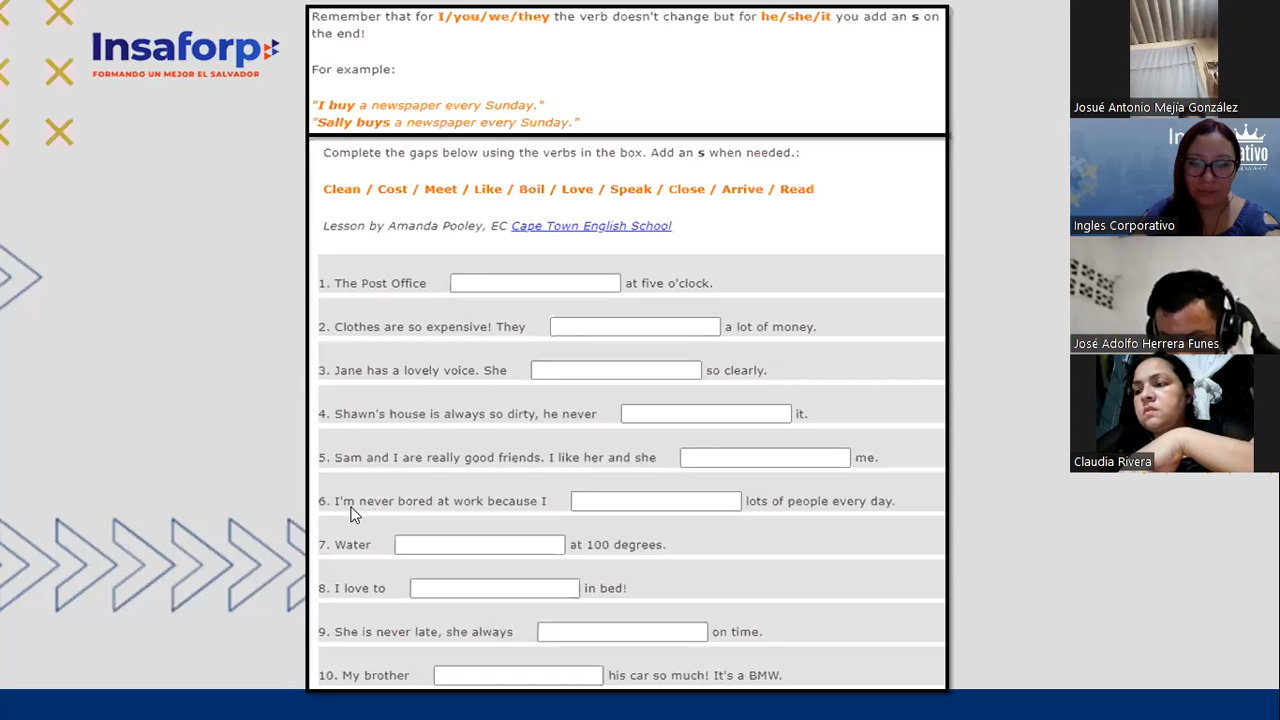 Insaforp
FORMANDO UN MEJOR EL SALVADOR
Remember that for I/you/we/they the verb doesn't change but for he/she/it you add an s on
the end!
For example:
"I buy a newspaper every Sunday."
"Sally buys a newspaper every Sunday."
Complete the gaps below using the verbs in the box. Add an s when needed.:
Clean / Cost / Meet / Like / Boil / Love / Speak / Close / Arrive / Read
Lesson by Amanda Pooley, EC Cape Town English School
1. The Post Office at five o'clock.
2. Clothes are so expensive! They a lot of money.
3. Jane has a lovely voice. She so clearly.
4. Shawn's house is always so dirty, he never it.
5. Sam and I are really good friends. I like her and she me.
6. I'm never bored at work because I lots of people every day.
7. Water at 100 degrees.
8. I love to in bed!
9. She is never late, she always on time.
10. My brother his car so much! It's a BMW.
Josué Antonio Mejía González
Ingles Corporativo
José Adolfo Herrera Funes
Claudia Rivera